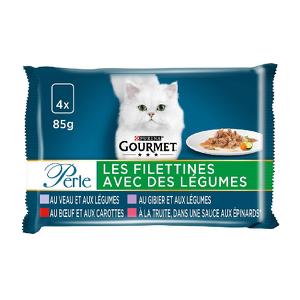 4x
85g
PURINA
GOURMET
Perle
LES FILETTINES
AVEC DES LÉGUMES
AU VEAU ET AUX LÉGUMES
AU GIBIER ET AUX LÉGUMES
AU BŒUF ET AUX CAROTTES
À LA TRUITE, DANS UNE SAUCE AUX ÉPINARDS